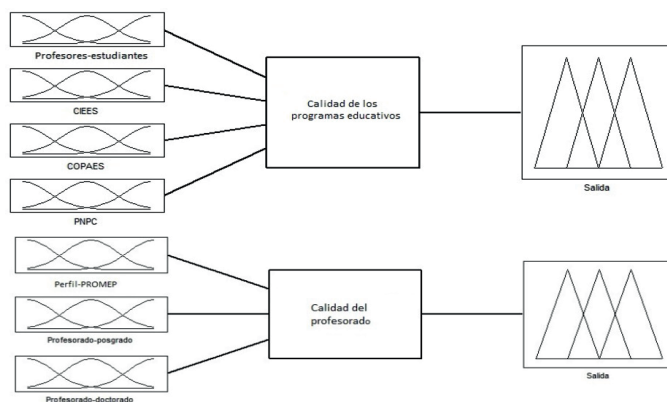 Profesores-estudiantes
CIEES
COPAES
PNPC
Calidad de los
programas educativos
Salida
Perfil-PROMEP
Profesorado-posgrado
Profesorado-doctorado
Calidad del
profesorado
Salida